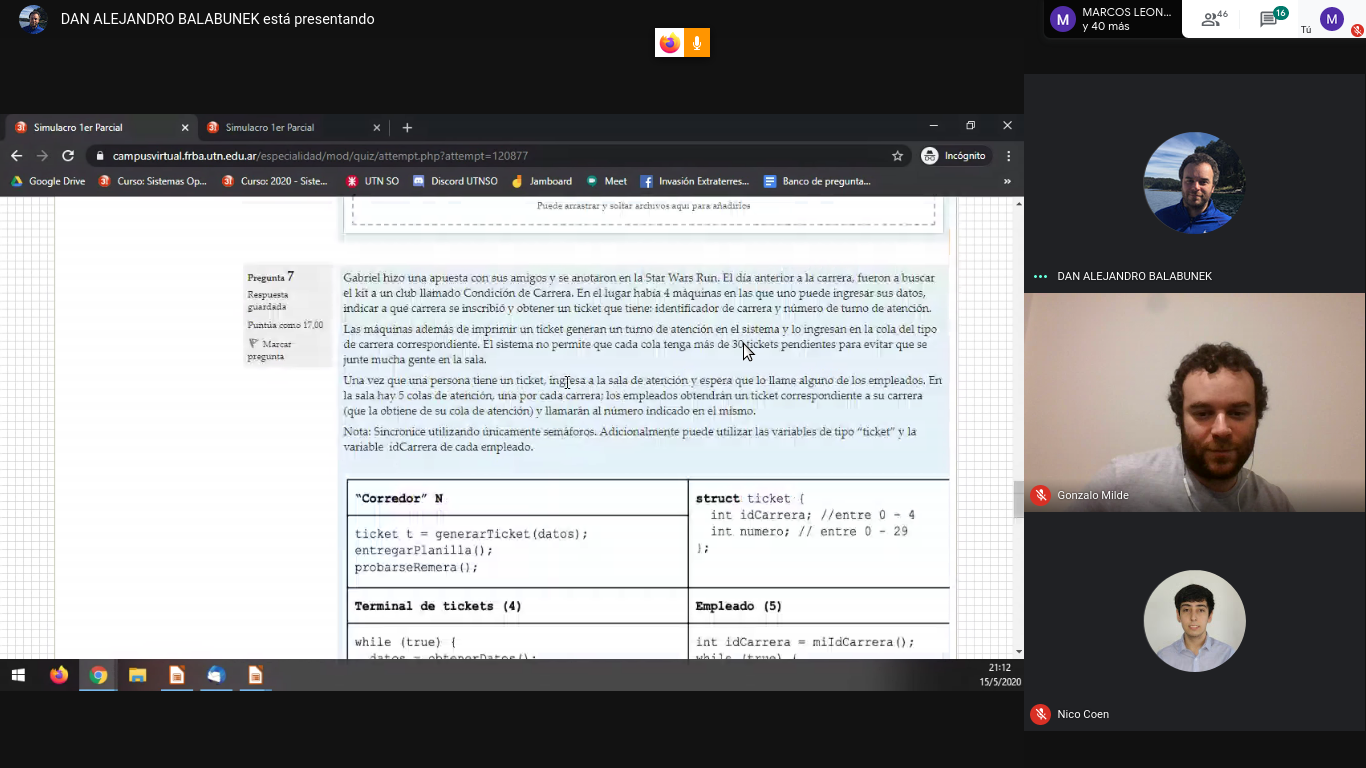 DAN ALEJANDRO BALABUNEK está presentando
MARCOS LEON...
y 40 más
46
16
Tú
M
M
Simulacro 1er Parcial
Simulacro 1er Parcial
campusvirtual.frba.utn.edu.ar/especialidad/mod/quiz/attempt.php?attempt=120877
Incógnito
Google Drive
Curso: Sistemas Op...
Curso: 2020 - Siste...
UTN SO
Discord UTNSO
Jamboard
Meet
Invasión Extraterres...
Banco de pregunta...
»
Puede arrastrar y soltar archivos aquí para añadirlos
Pregunta 7
Respuesta
guardada
Puntúa como 17,00
Marcar
pregunta
Gabriel hizo una apuesta con sus amigos y se anotaron en la Star Wars Run. El día anterior a la carrera, fueron a buscar
el kit a un club llamado Condición de Carrera. En el lugar había 4 máquinas en las que uno puede ingresar sus datos,
indicar a qué carrera se inscribió y obtener un ticket que tiene: identificador de carrera y número de turno de atención.
Las máquinas además de imprimir un ticket generan un turno de atención en el sistema y lo ingresan en la cola del tipo
de carrera correspondiente. El sistema no permite que cada cola tenga más de 30 tickets pendientes para evitar que se
junte mucha gente en la sala.
Una vez que una persona tiene un ticket, ingresa a la sala de atención y espera que lo llame alguno de los empleados. En
la sala hay 5 colas de atención, una por cada carrera; los empleados obtendrán un ticket correspondiente a su carrera
(que la obtiene de su cola de atención) y llamarán al número indicado en el mismo.
Nota: Sincronice utilizando únicamente semáforos. Adicionalmente puede utilizar las variables de tipo "ticket" y la
variable idCarrera de cada empleado.
"Corredor" N
ticket t = generarTicket(datos);
entregarPlanilla();
probarseRemera();
struct ticket {
int idCarrera; //entre 0 - 4
int numero; // entre 0 - 29
};
Terminal de tickets (4)
while (true) {
datos = obtenerDatos();
Empleado (5)
int idCarrera = miIdCarrera();
while (true) {
21:12
15/5/2020
DAN ALEJANDRO BALABUNEK
Gonzalo Milde
Nico Coen